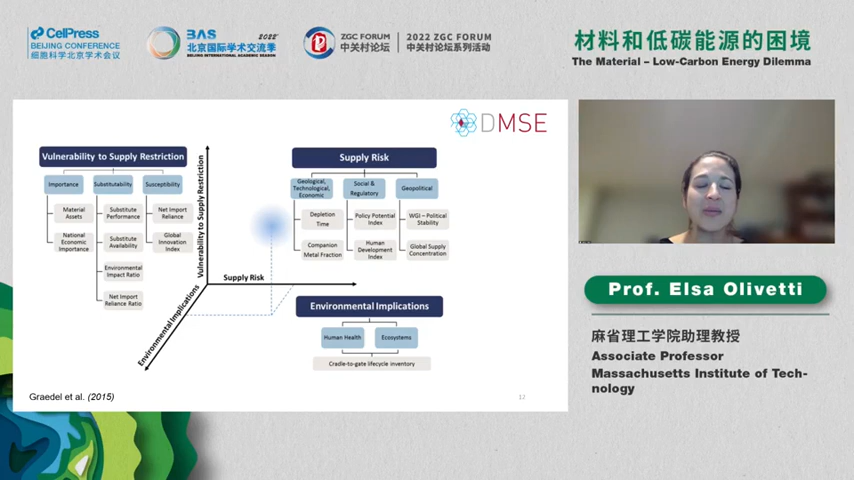 CellPress
BEIJING CONFERENCE
细胞科学北京学术会议
BAS 2022
北京国际学术交流季
BEIJING INTERNATIONAL ACADEMIC SEASON
ZGC FORUM
中关村论坛
2022 ZGC FORUM
中关村论坛系列活动
材料和低碳能源的困境
The Material – Low-Carbon Energy Dilemma
DMSE
Vulnerability to Supply Restriction
Importance
Substitutability
Susceptibility
Material
Assets
Substitute
Performance
Net Import
Reliance
National
Economic
Importance
Substitute
Availability
Global
Innovation
Index
Environmental
Impact Ratio
Net Import
Reliance Ratio
Vulnerability to Supply Restriction
Supply Risk
Environmental Implications
Supply Risk
Geological,
Technological,
Economic
Social &
Regulatory
Geopolitical
Depletion
Time
Policy Potential
Index
WGI – Political
Stability
Companion
Metal Fraction
Human
Development
Index
Global Supply
Concentration
Environmental Implications
Human Health
Ecosystems
Cradle-to-gate lifecycle inventory
Graedel et al. (2015)
12
Prof. Elsa Olivetti
麻省理工学院助理教授
Associate Professor
Massachusetts Institute of Tech-
nology